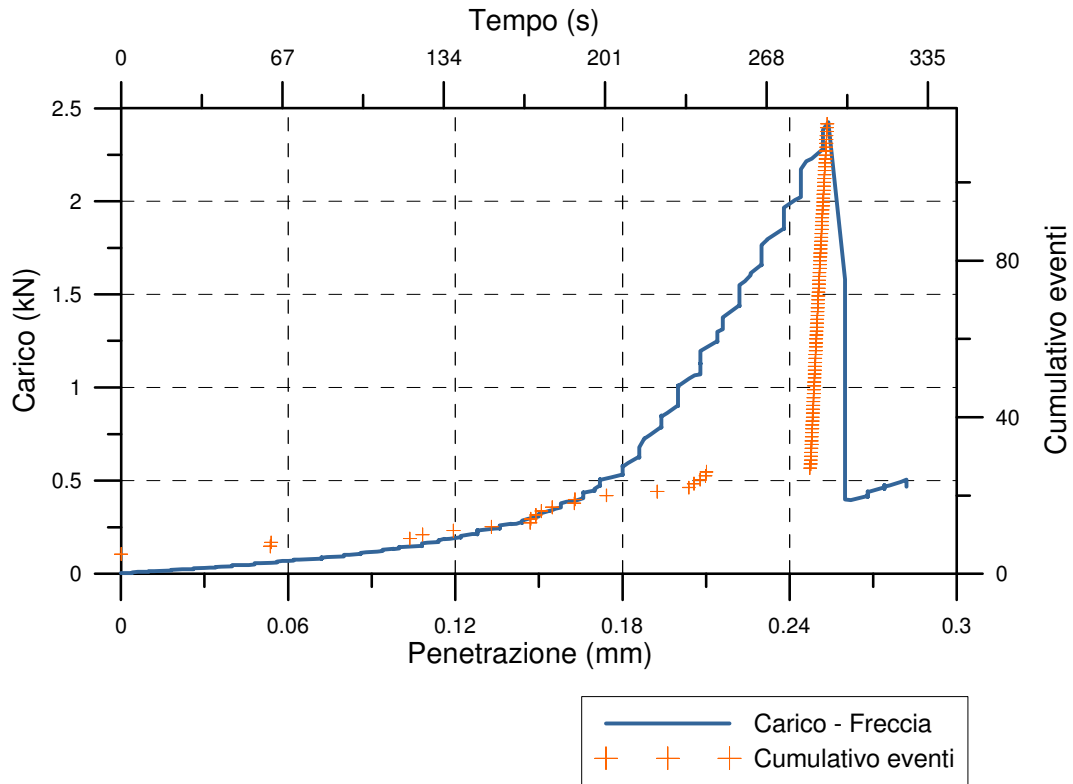 Tempo (s)
0 67 134 201 268 335
2.5
2
1.5
1
0.5
0
Carico (kN)
80
40
0
Cumulativo eventi
0 0.06 0.12 0.18 0.24 0.3
Penetrazione (mm)
Carico - Freccia
Cumulativo eventi